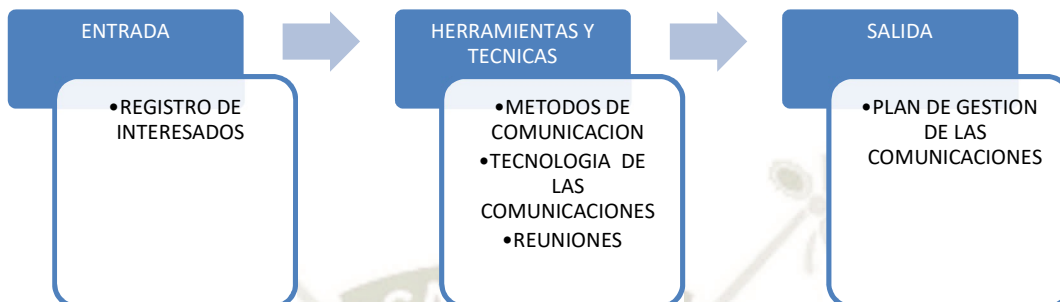 ENTRADA
•REGISTRO DE
INTERESADOS
HERRAMIENTAS Y
TECNICAS
•METODOS DE
COMUNICACION
•TECNOLOGIA DE
LAS
COMUNICACIONES
•REUNIONES
SALIDA
•PLAN DE GESTION
DE LAS
COMUNICACIONES